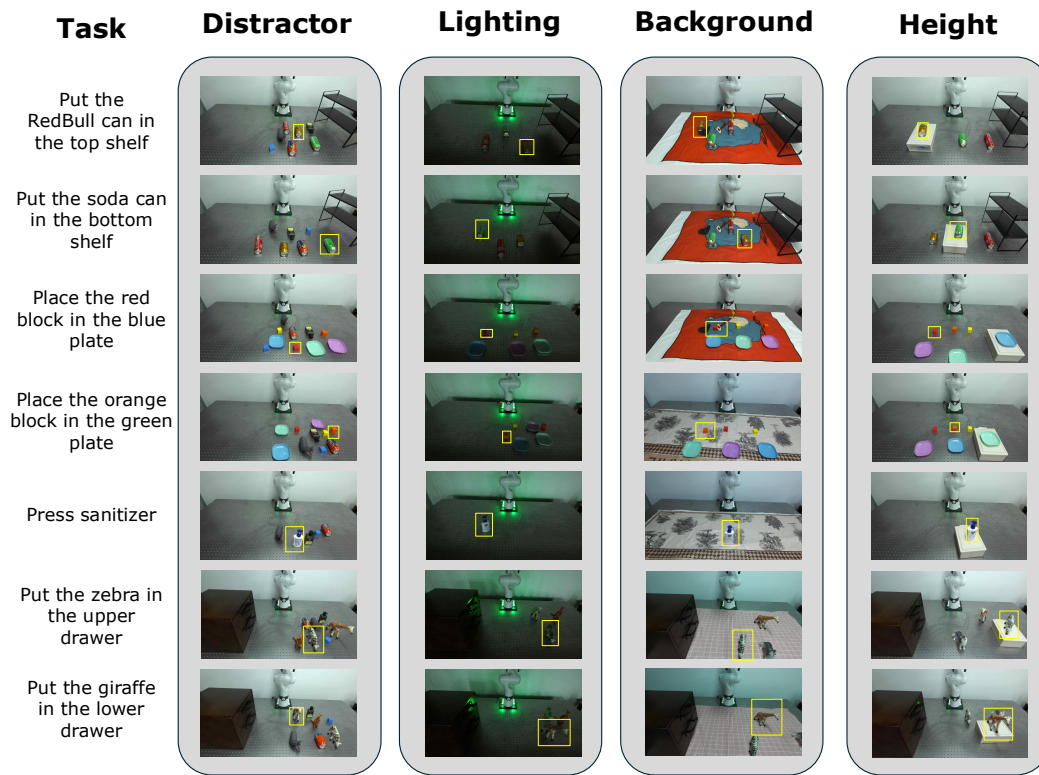 Task
Distractor
Lighting
Background
Height
Put the
RedBull can in
the top shelf
Put the soda can
in the bottom
shelf
Place the red
block in the blue
plate
Place the orange
block in the green
plate
Press sanitizer
Put the zebra in
the upper
drawer
Put the giraffe
in the lower
drawer